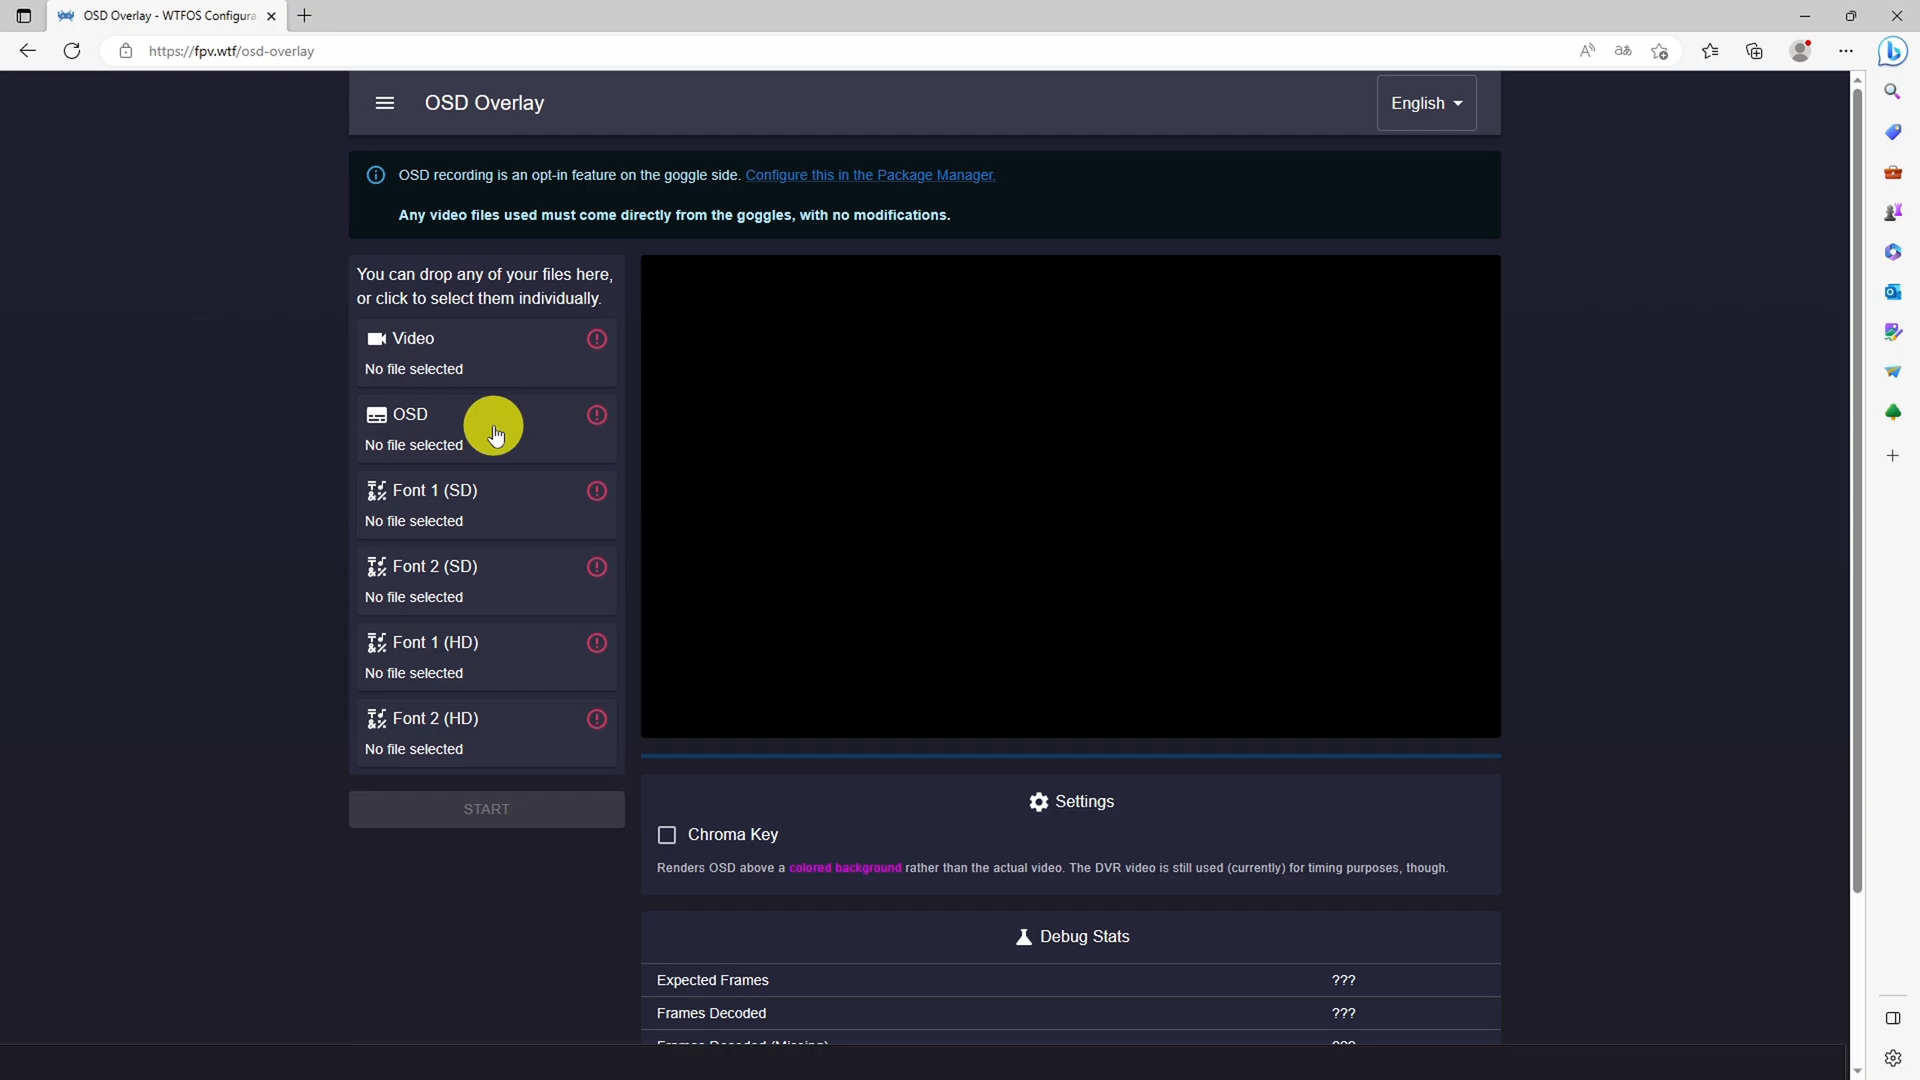 OSD Overlay - WTFOS Configura
https://fpv.wtf/osd-overlay
OSD Overlay
English
OSD recording is an opt-in feature on the goggle side. Configure this in the Package Manager.
Any video files used must come directly from the goggles, with no modifications.
You can drop any of your files here,
or click to select them individually.
Video
No file selected
OSD
No file selected
Font 1 (SD)
No file selected
Font 2 (SD)
No file selected
Font 1 (HD)
No file selected
Font 2 (HD)
No file selected
START
Settings
Chroma Key
Renders OSD above a colored background rather than the actual video. The DVR video is still used (currently) for timing purposes, though.
Debug Stats
Expected Frames ???
Frames Decoded ???
Frames Decoded (Missing) ???